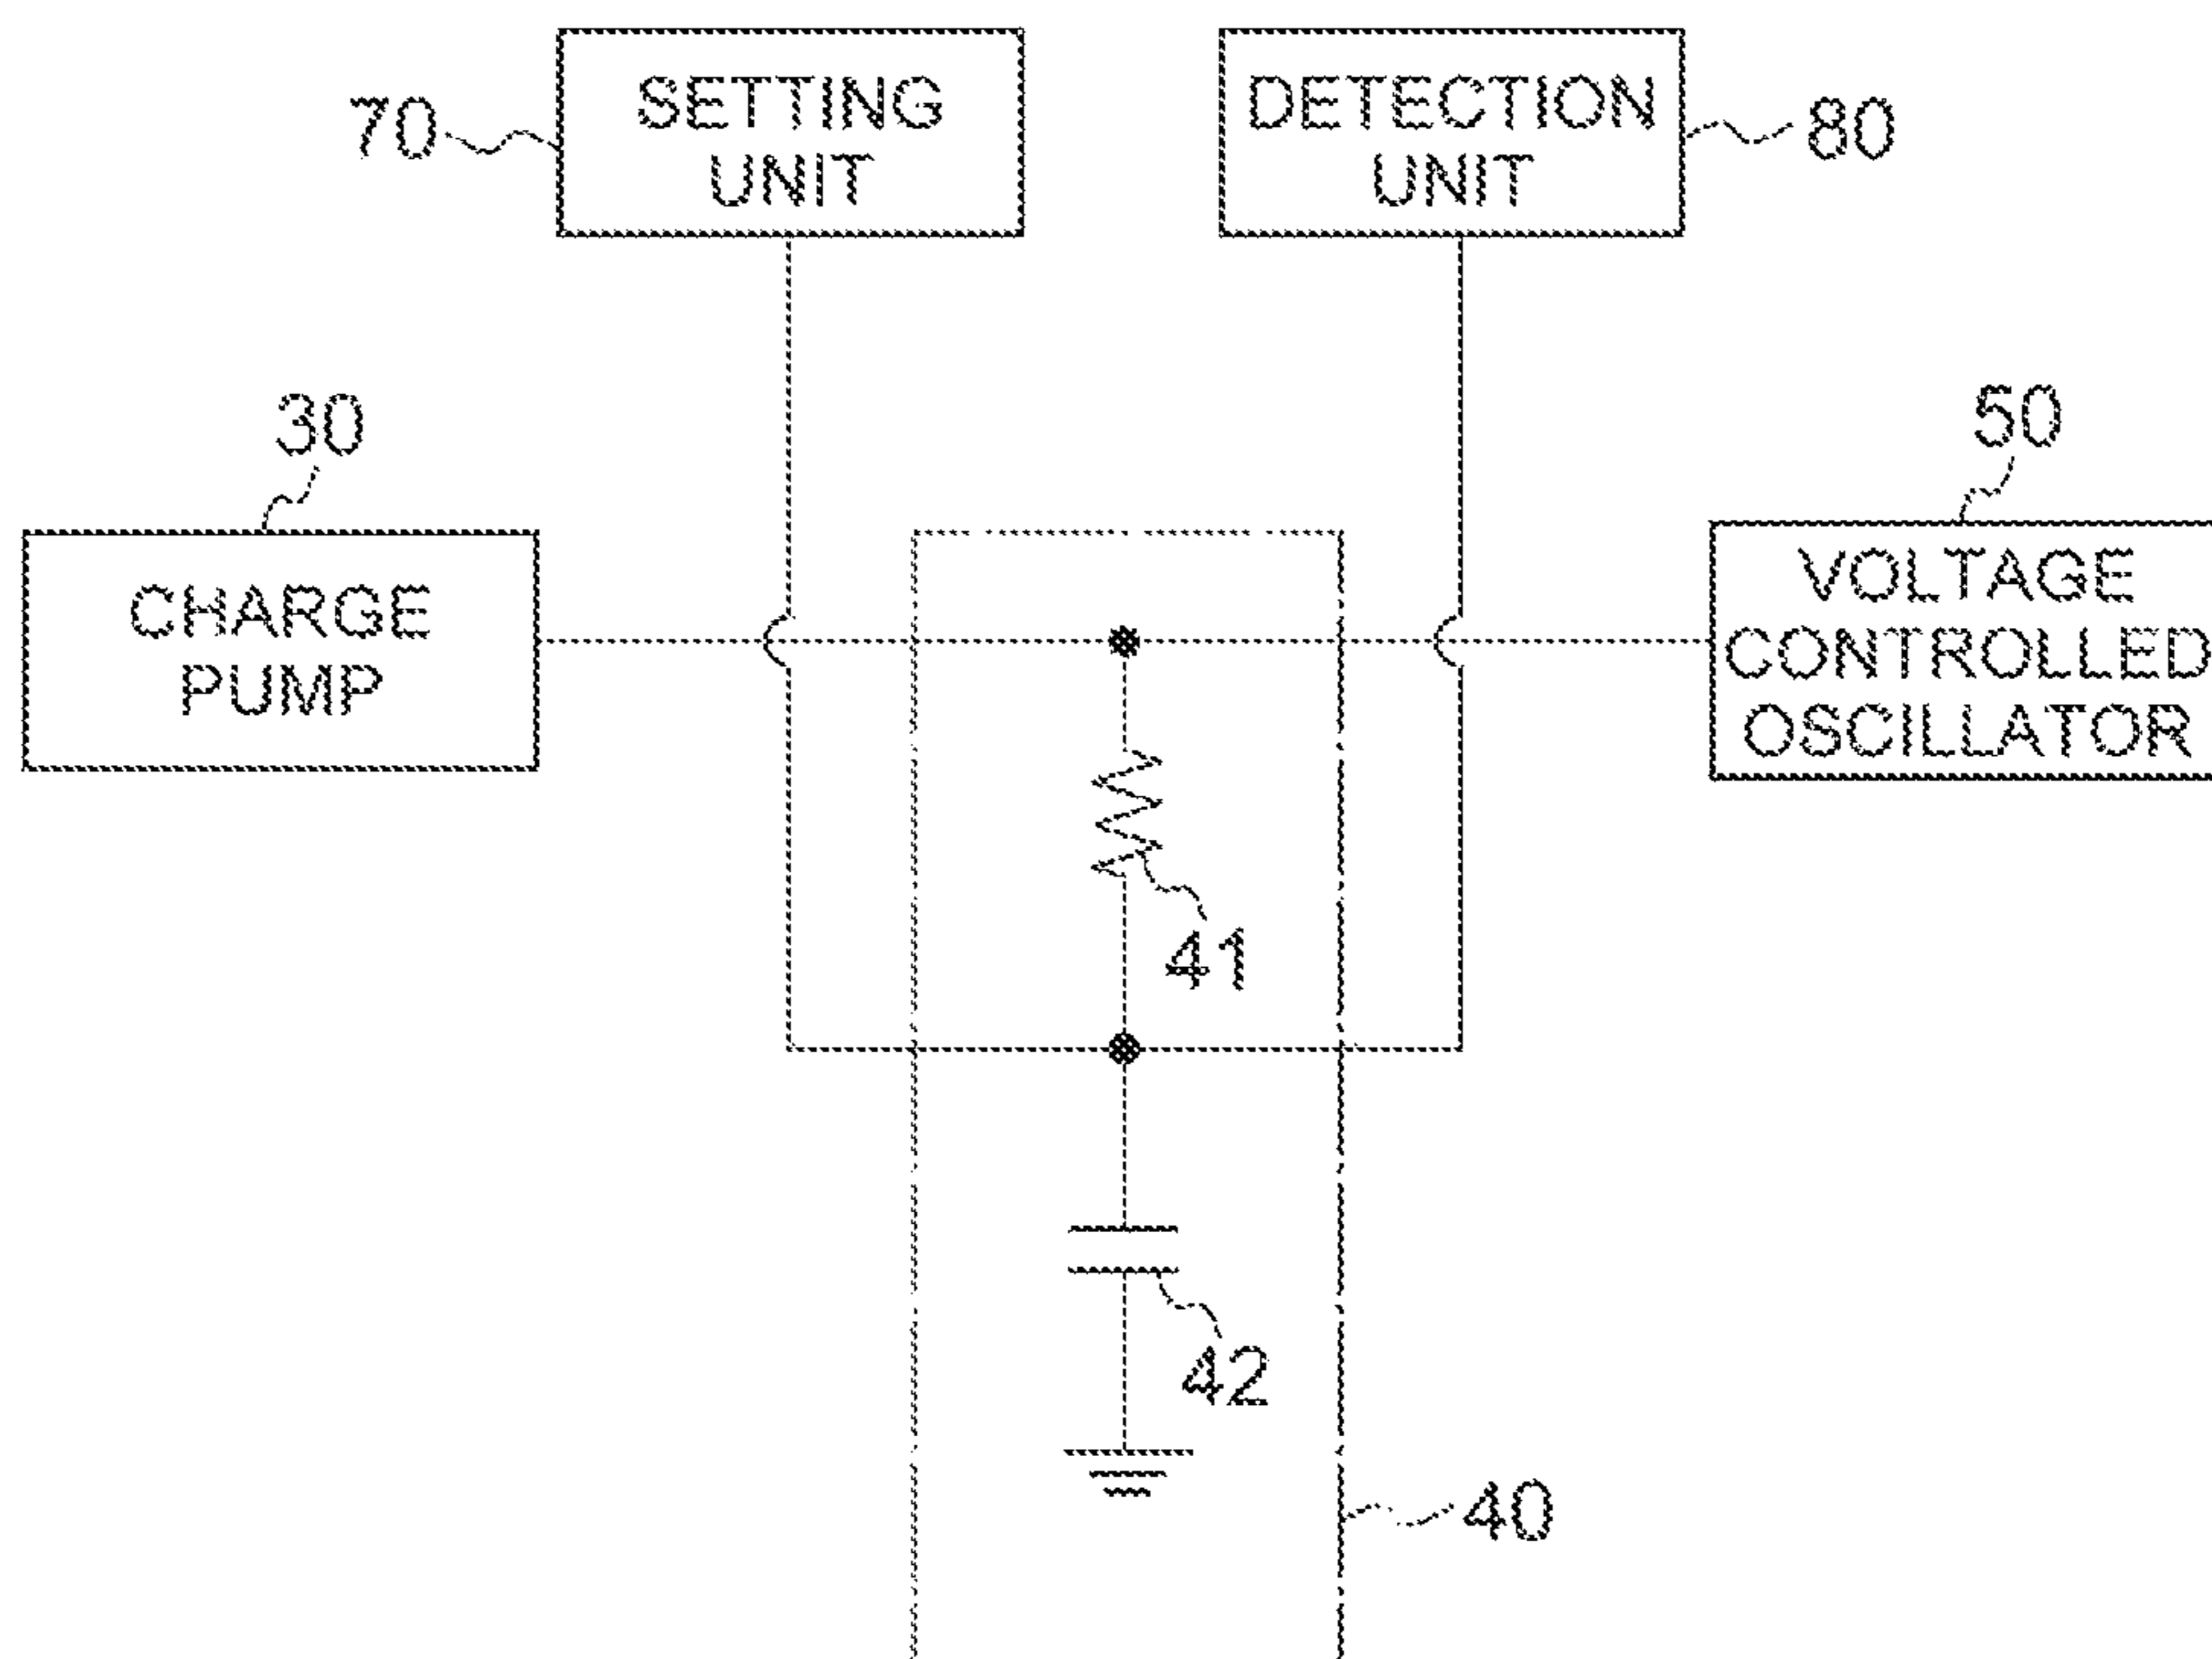 70
SETTING
UNIT
DETECTION
UNIT
80
30
50
CHARGE
PUMP
VOLTAGE
CONTROLLED
OSCILLATOR
41
42
40